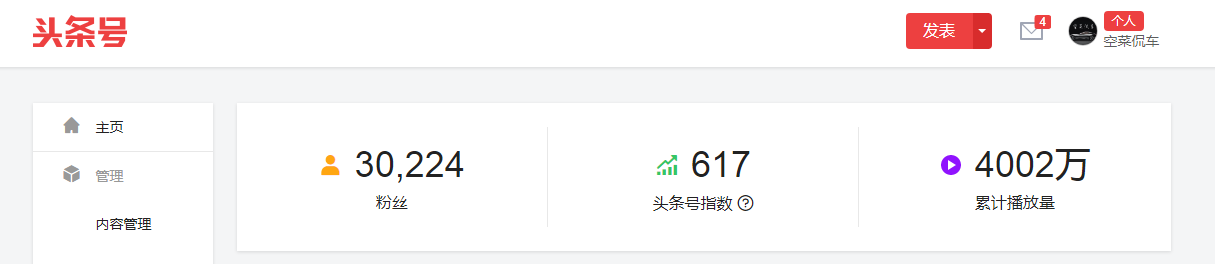 头条号
发表
4
个人
空菜侃车
主页
管理
内容管理
30,224
粉丝
617
头条号指数 ?
4002万
累计播放量